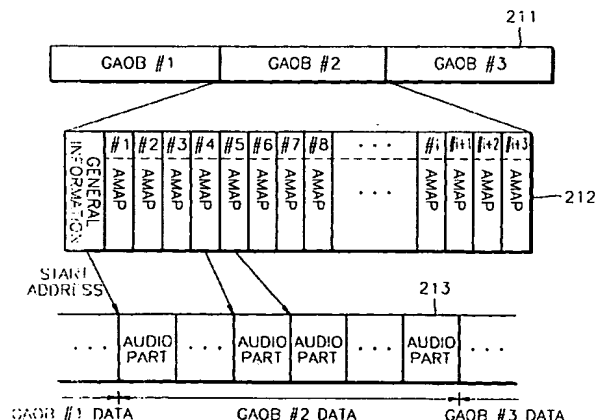 211
GAOB #1 GAOB #2 GAOB #3
GENERAL INFORMATION
#1 #2 #3 #4 #5 #6 #7 #8 ... #i #i+1 #i+2 #i+3
AMAP AMAP AMAP AMAP AMAP AMAP AMAP AMAP ... AMAP AMAP AMAP AMAP
212
START
ADDRESS
213
... AUDIO PART ... AUDIO PART AUDIO PART ... AUDIO PART ...
GAOB #1 DATA GAOB #2 DATA GAOB #3 DATA